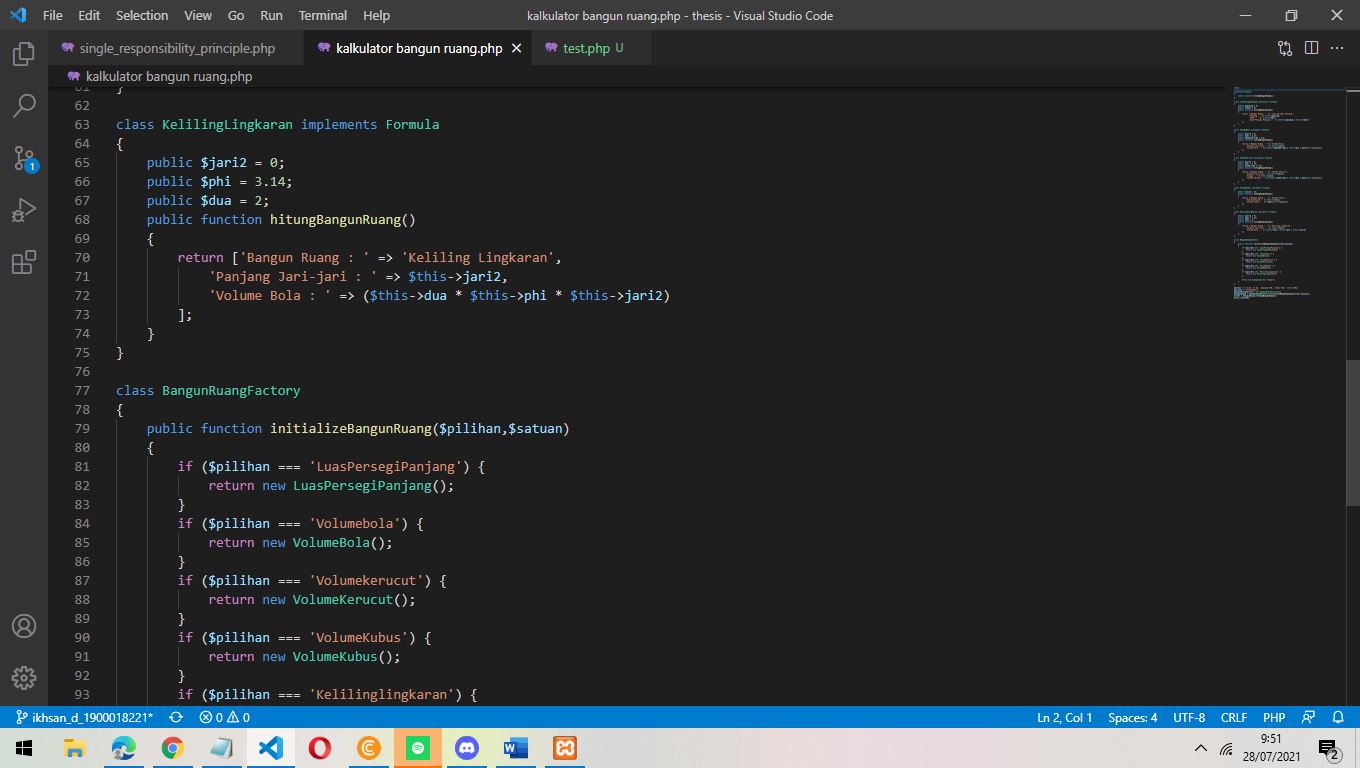 File Edit Selection View Go Run Terminal Help kalkulator bangun ruang.php - thesis - Visual Studio Code
single_responsibility_principle.php kalkulator bangun ruang.php test.php U
kalkulator bangun ruang.php
61 }
62
63 class KelilingLingkaran implements Formula
64 {
65 public $jari2 = 0;
66 public $phi = 3.14;
67 public $dua = 2;
68 public function hitungBangunRuang()
69 {
70 return ['Bangun Ruang : ' => 'Keliling Lingkaran',
71 'Panjang Jari-jari : ' => $this->jari2,
72 'Volume Bola : ' => ($this->dua * $this->phi * $this->jari2)
73 ];
74 }
75 }
76
77 class BangunRuangFactory
78 {
79 public function initializeBangunRuang($pilihan,$satuan)
80 {
81 if ($pilihan === 'LuasPersegiPanjang') {
82 return new LuasPersegiPanjang();
83 }
84 if ($pilihan === 'Volumebola') {
85 return new VolumeBola();
86 }
87 if ($pilihan === 'Volumekerucut') {
88 return new VolumeKerucut();
89 }
90 if ($pilihan === 'VolumeKubus') {
91 return new VolumeKubus();
92 }
93 if ($pilihan === 'Kelilinglingkaran') {
1
ikhsan_d_1900018221* 0 0 Ln 2, Col 1 Spaces: 4 UTF-8 CRLF PHP
9:51
28/07/2021
2